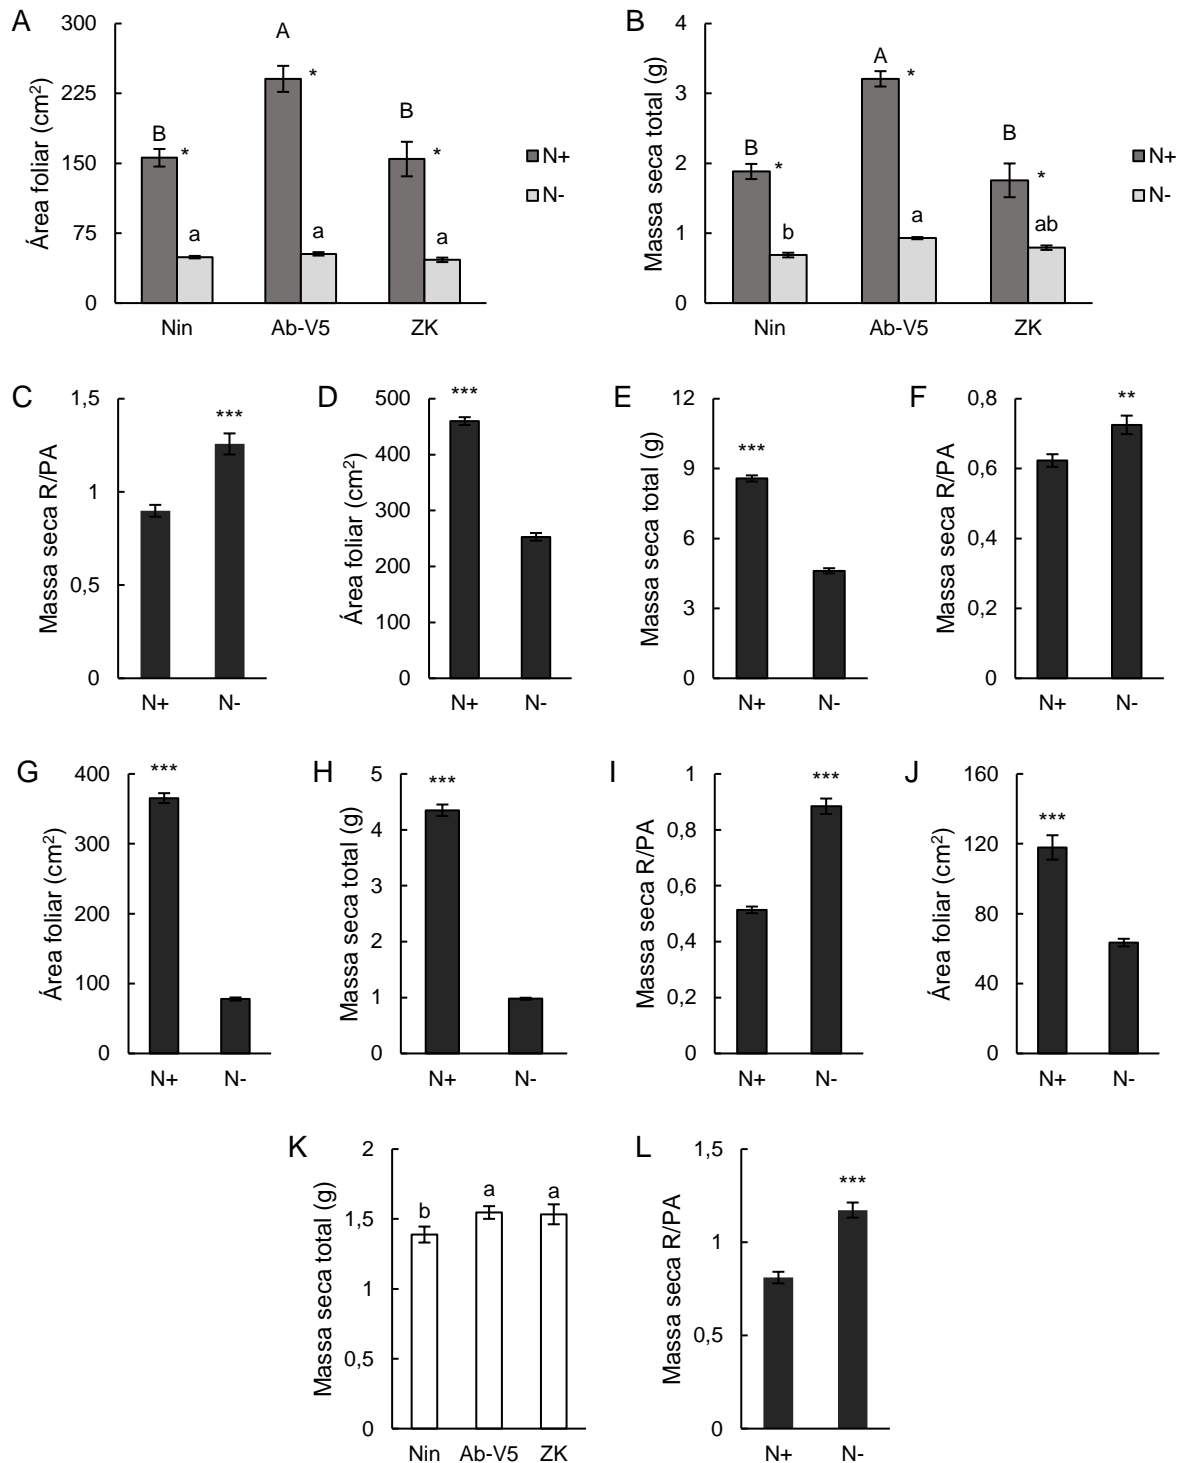 A
Área foliar (cm²)
300
225
150
75
0
B
*
a
A
*
a
B
*
a
Nin Ab-V5 ZK
N+
N-
B
Massa seca total (g)
4
3
2
1
0
B
*
b
A
*
a
B
*
ab
Nin Ab-V5 ZK
N+
N-
C
Massa seca R/PA
1,5
1
0,5
0
***
N+ N-
D
Área foliar (cm²)
500
400
300
200
100
0
***
N+ N-
E
Massa seca total (g)
12
9
6
3
0
***
N+ N-
F
Massa seca R/PA
0,8
0,6
0,4
0,2
0
**
N+ N-
G
Área foliar (cm²)
400
300
200
100
0
***
N+ N-
H
Massa seca total (g)
5
4
3
2
1
0
***
N+ N-
I
Massa seca R/PA
1
0,8
0,6
0,4
0,2
0
***
N+ N-
J
Área foliar (cm²)
160
120
80
40
0
***
N+ N-
K
Massa seca total (g)
2
1,5
1
0,5
0
b
a
a
Nin Ab-V5 ZK
L
Massa seca R/PA
1,5
1
0,5
0
***
N+ N-